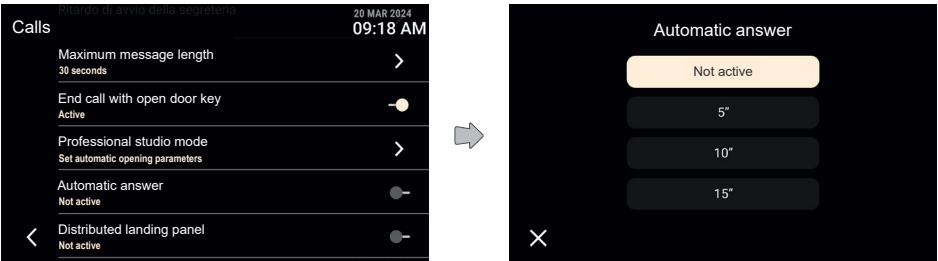 Ritardo di avvio della segreteria
20 MAR 2024
Calls
09:18 AM
Maximum message length
30 seconds
End call with open door key
Active
Professional studio mode
Set automatic opening parameters
Automatic answer
Not active
Distributed landing panel
Not active
Automatic answer
Not active
5"
10"
15"